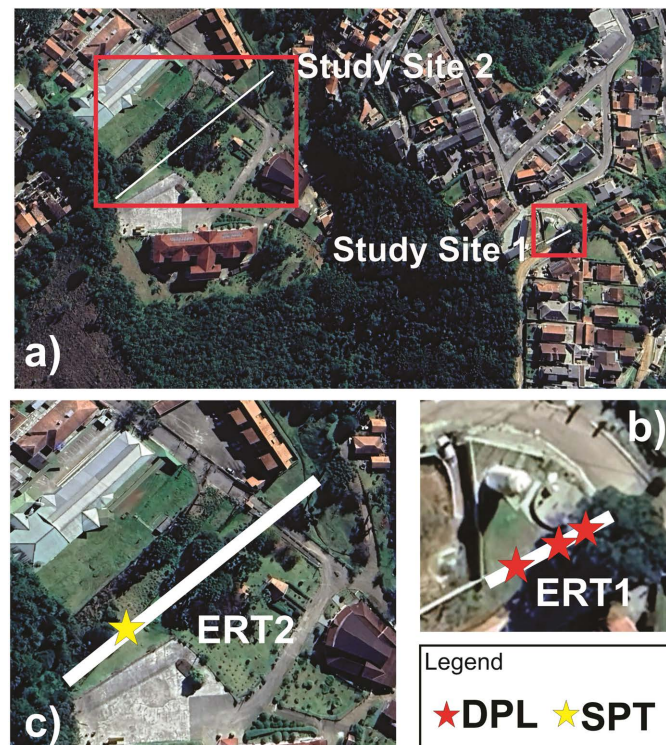 Study Site 2
Study Site 1
a)
b)
ERT1
ERT2
c)
Legend
DPL SPT